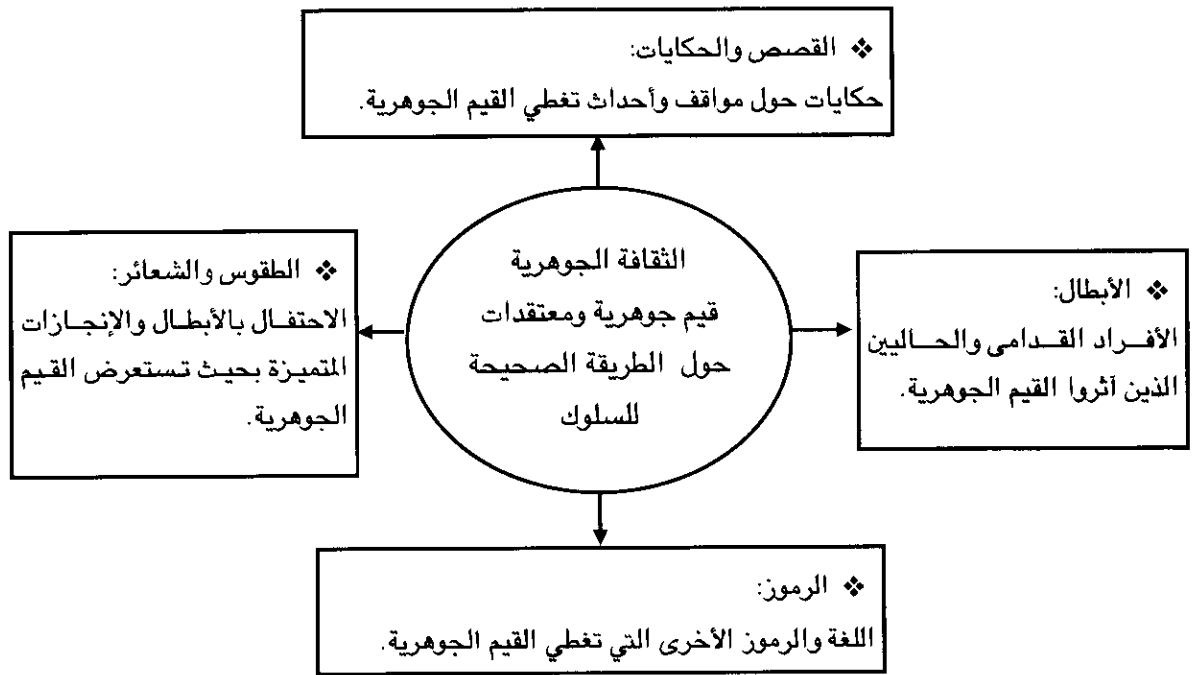 ❖ القصص والحكايات:
حكايات حول مواقف وأحداث تغطي القيم الجوهرية.
الثقافة الجوهرية
قيم جوهرية ومعتقدات
حول الطريقة الصحيحة
للسلوك
❖ الأبطال:
الأفراد القدامى والحاليين
الذين آثروا القيم الجوهرية.
❖ الطقوس والشعائر:
الاحتفال بالأبطال والإنجازات
المتميزة بحيث تستعرض القيم
الجوهرية.
❖ الرموز:
اللغة والرموز الأخرى التي تغطي القيم الجوهرية.